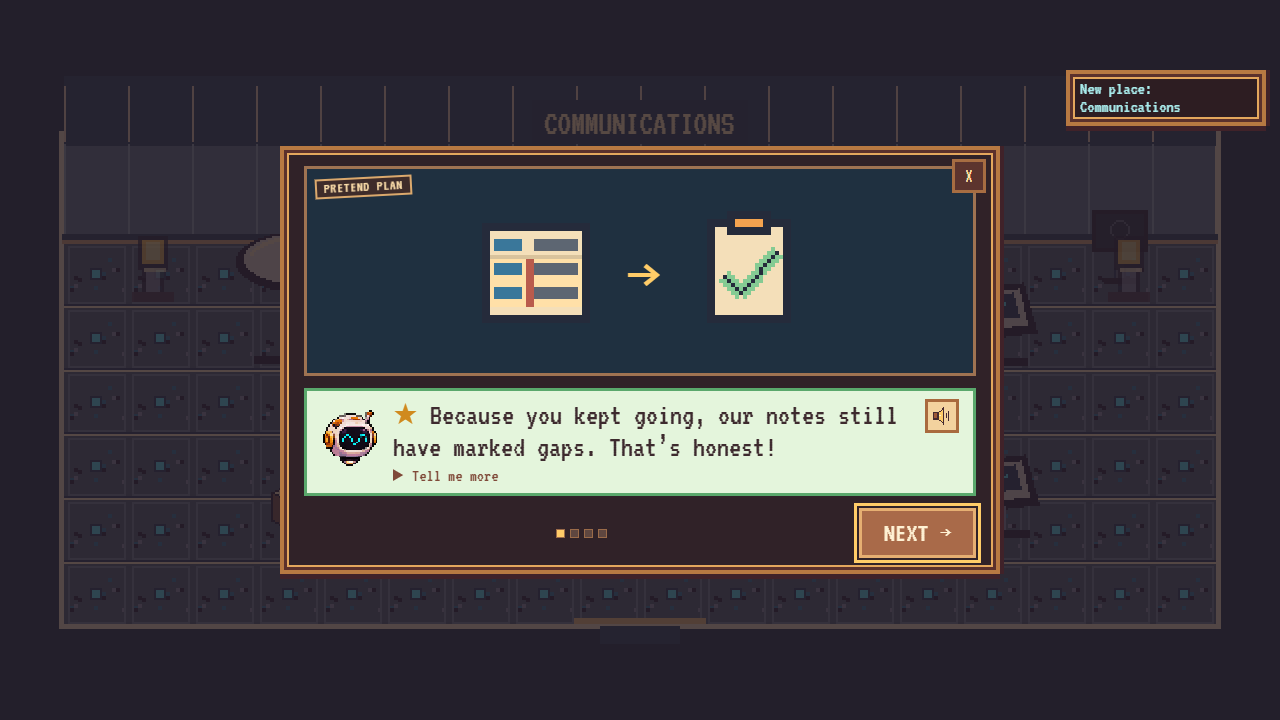 New place:
Communications
COMMUNICATIONS
PRETEND PLAN
X
★ Because you kept going, our notes still
have marked gaps. That's honest!
▶ Tell me more
NEXT →